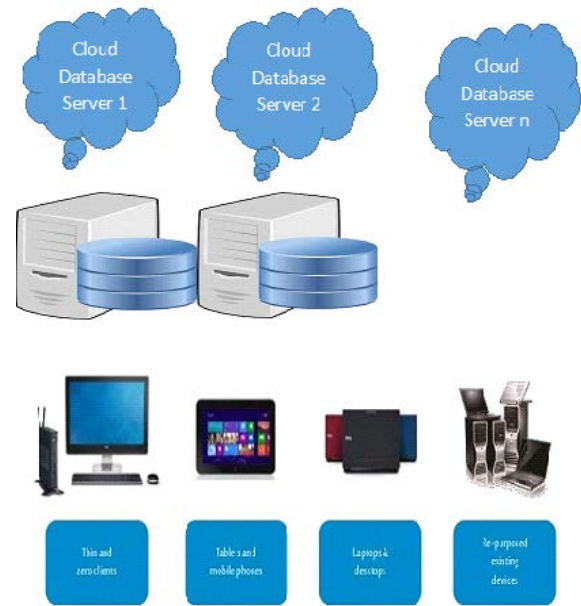 Cloud
Database
Server 1
Cloud
Database
Server 2
Cloud
Database
Server n
Thin and
zero clients
Tablets and
mobile phones
Laptops &
desktops
Re-purposed
existing
devices